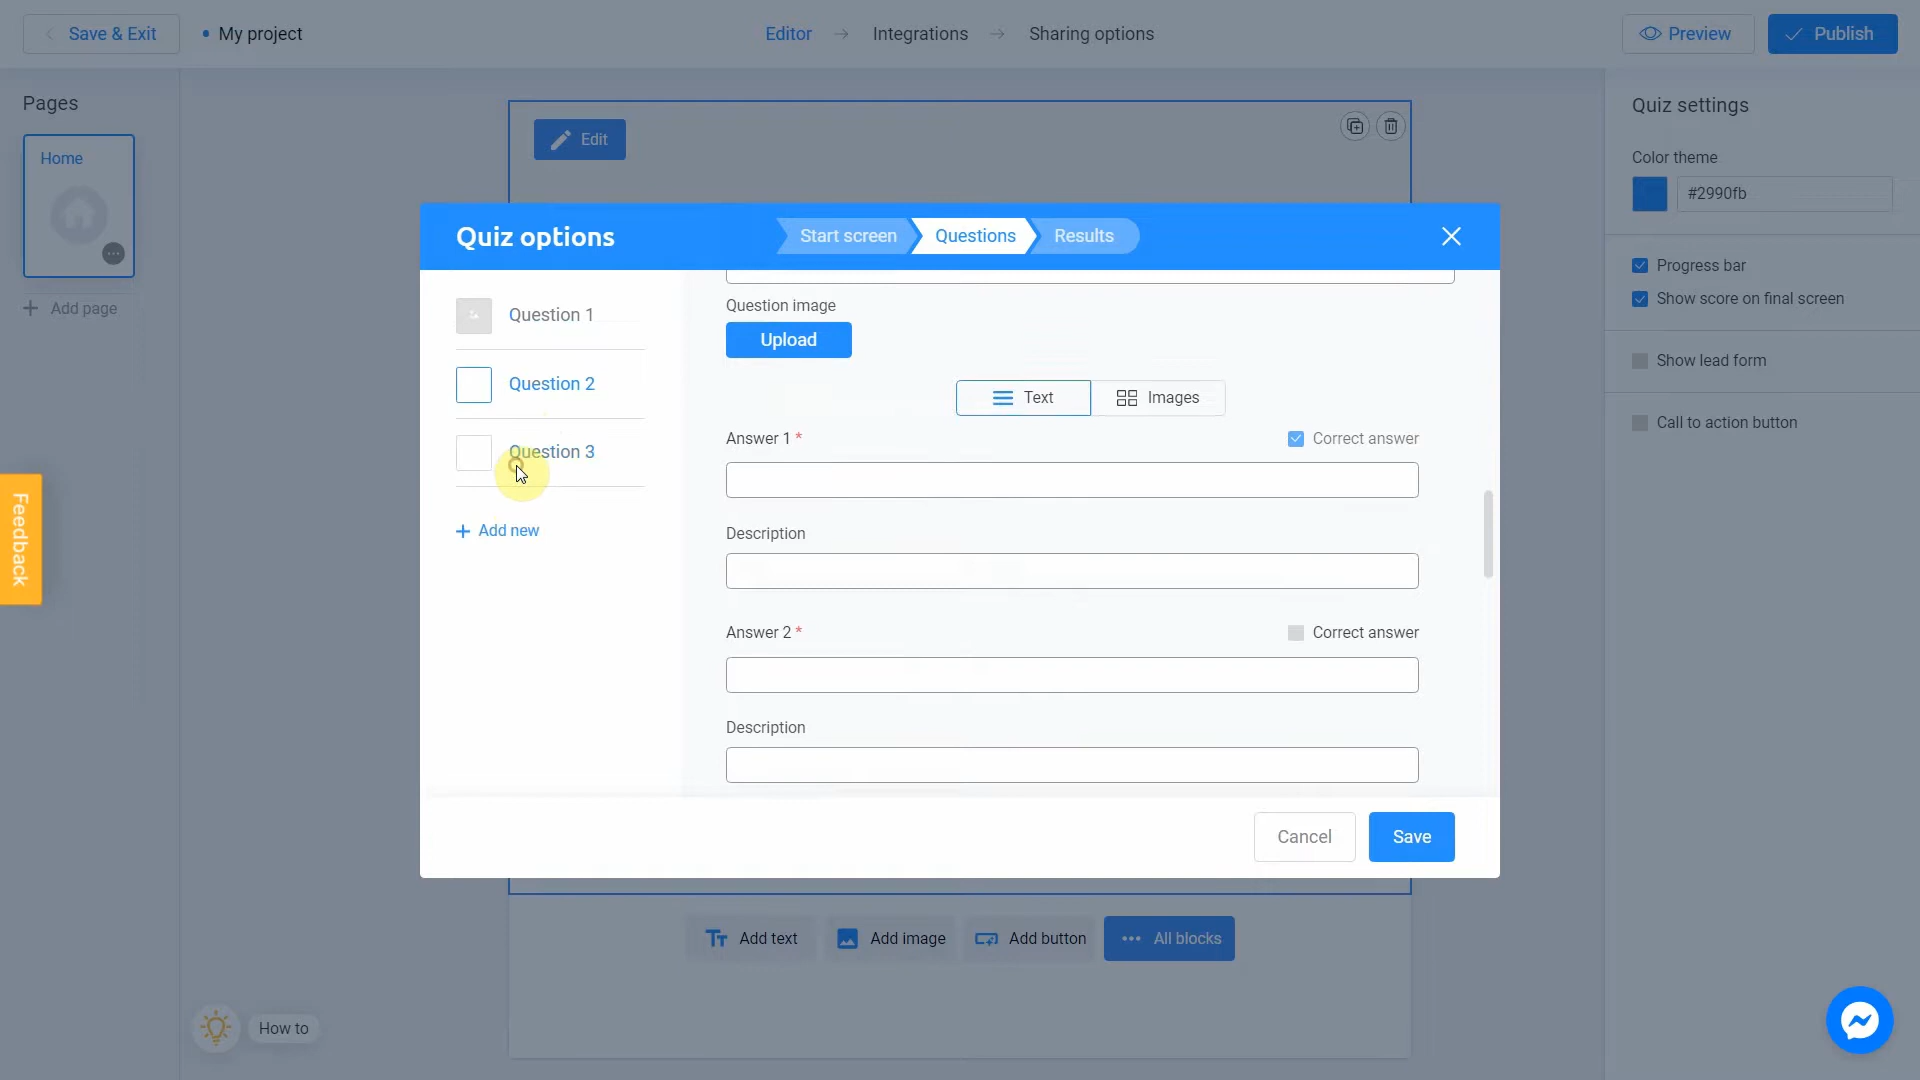 Save & Exit
My project
Editor
Integrations
Sharing options
Preview
Publish
Pages
Home
Add page
Edit
Quiz settings
Color theme
#2990fb
Progress bar
Show score on final screen
Show lead form
Call to action button
Quiz options
Start screen
Questions
Results
Question 1
Question 2
Question 3
Add new
Question image
Upload
Text
Images
Answer 1 *
Correct answer
Description
Answer 2 *
Correct answer
Description
Cancel
Save
Feedback
Add text
Add image
Add button
All blocks
How to